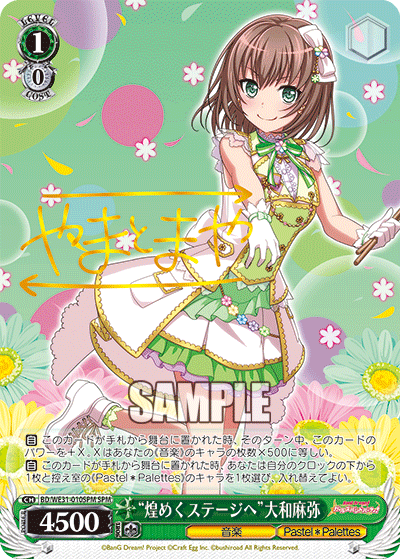 LEVEL
1
0
COST
やまとまや
SAMPLE
自 このカードが手札から舞台に置かれた時、そのターン中、このカードの
パワーを＋X。Xはあなたの《音楽》のキャラの枚数×500に等しい。
自 このカードが手札から舞台に置かれた時、あなたは自分のクロックの下から
1枚と控え室の《Pastel＊Palettes》のキャラを1枚選び、入れ替えてよい。
CH BD/WE31-010SPM SPM
4500
“煌めくステージへ”大和麻弥
音楽
Pastel＊Palettes
©BanG Dream! Project ©Craft Egg Inc. ©bushiroad All Rights Reserved.